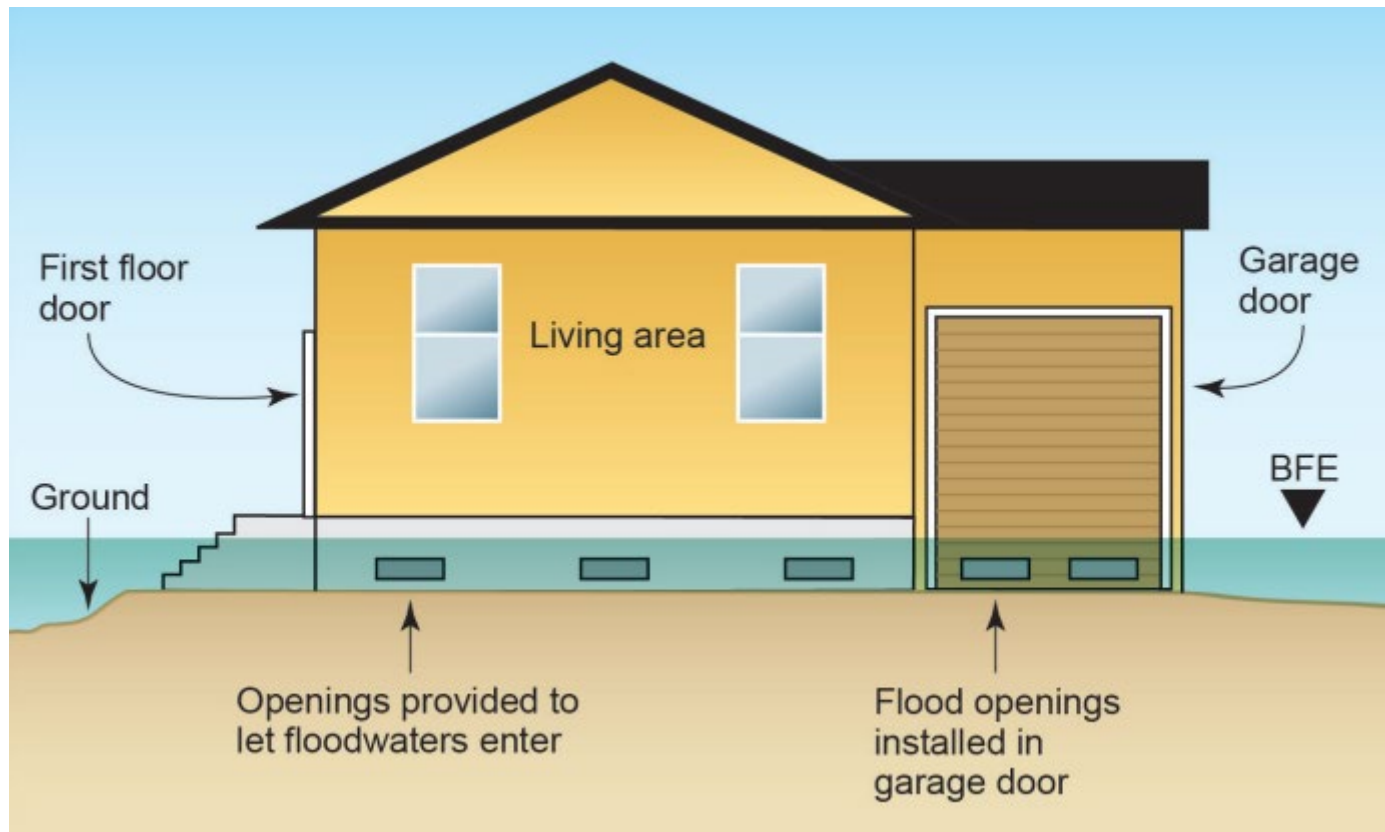 First floor
door
Living area
Garage
door
BFE
Ground
Openings provided to
let floodwaters enter
Flood openings
installed in
garage door